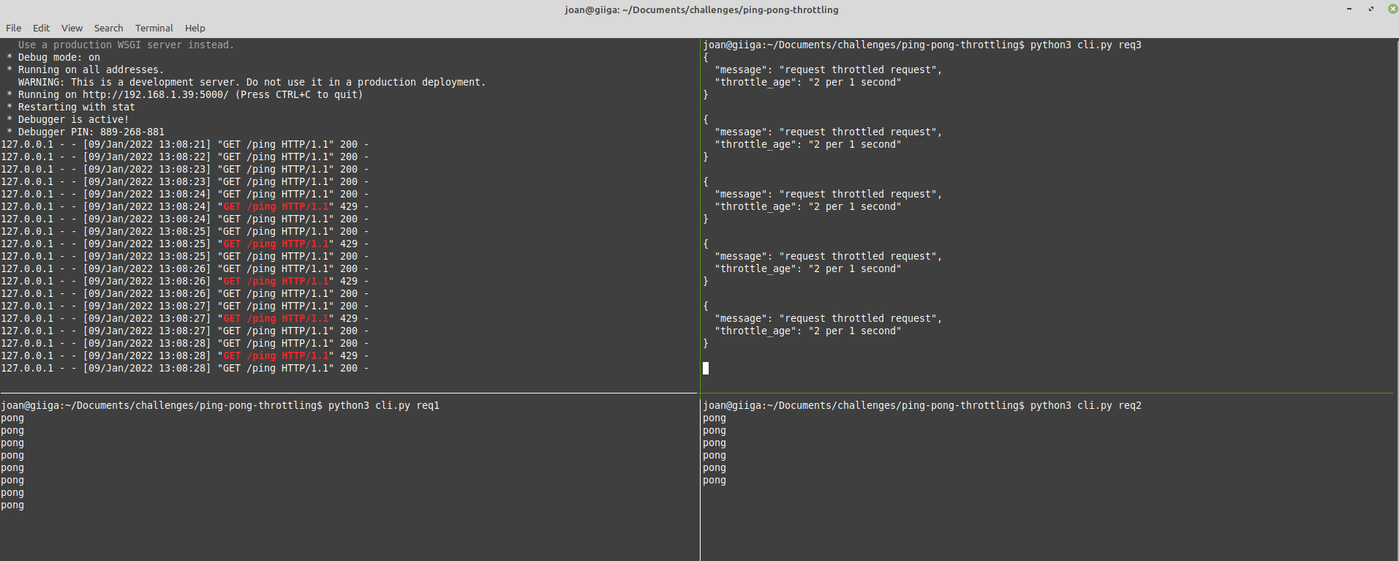 joan@giiga: ~/Documents/challenges/ping-pong-throttling
File Edit View Search Terminal Help
Use a production WSGI server instead.
* Debug mode: on
* Running on all addresses.
WARNING: This is a development server. Do not use it in a production deployment.
* Running on http://192.168.1.39:5000/ (Press CTRL+C to quit)
* Restarting with stat
* Debugger is active!
* Debugger PIN: 889-268-881
127.0.0.1 - - [09/Jan/2022 13:08:21] "GET /ping HTTP/1.1" 200 -
127.0.0.1 - - [09/Jan/2022 13:08:22] "GET /ping HTTP/1.1" 200 -
127.0.0.1 - - [09/Jan/2022 13:08:23] "GET /ping HTTP/1.1" 200 -
127.0.0.1 - - [09/Jan/2022 13:08:23] "GET /ping HTTP/1.1" 200 -
127.0.0.1 - - [09/Jan/2022 13:08:24] "GET /ping HTTP/1.1" 200 -
127.0.0.1 - - [09/Jan/2022 13:08:24] "GET /ping HTTP/1.1" 429 -
127.0.0.1 - - [09/Jan/2022 13:08:24] "GET /ping HTTP/1.1" 200 -
127.0.0.1 - - [09/Jan/2022 13:08:25] "GET /ping HTTP/1.1" 200 -
127.0.0.1 - - [09/Jan/2022 13:08:25] "GET /ping HTTP/1.1" 429 -
127.0.0.1 - - [09/Jan/2022 13:08:25] "GET /ping HTTP/1.1" 200 -
127.0.0.1 - - [09/Jan/2022 13:08:26] "GET /ping HTTP/1.1" 200 -
127.0.0.1 - - [09/Jan/2022 13:08:26] "GET /ping HTTP/1.1" 429 -
127.0.0.1 - - [09/Jan/2022 13:08:26] "GET /ping HTTP/1.1" 200 -
127.0.0.1 - - [09/Jan/2022 13:08:27] "GET /ping HTTP/1.1" 200 -
127.0.0.1 - - [09/Jan/2022 13:08:27] "GET /ping HTTP/1.1" 429 -
127.0.0.1 - - [09/Jan/2022 13:08:27] "GET /ping HTTP/1.1" 200 -
127.0.0.1 - - [09/Jan/2022 13:08:28] "GET /ping HTTP/1.1" 200 -
127.0.0.1 - - [09/Jan/2022 13:08:28] "GET /ping HTTP/1.1" 429 -
127.0.0.1 - - [09/Jan/2022 13:08:28] "GET /ping HTTP/1.1" 200 -
joan@giiga:~/Documents/challenges/ping-pong-throttling$ python3 cli.py req3
{
"message": "request throttled request",
"throttle_age": "2 per 1 second"
}
{
"message": "request throttled request",
"throttle_age": "2 per 1 second"
}
{
"message": "request throttled request",
"throttle_age": "2 per 1 second"
}
{
"message": "request throttled request",
"throttle_age": "2 per 1 second"
}
{
"message": "request throttled request",
"throttle_age": "2 per 1 second"
}
joan@giiga:~/Documents/challenges/ping-pong-throttling$ python3 cli.py req1
pong
pong
pong
pong
pong
pong
pong
pong
joan@giiga:~/Documents/challenges/ping-pong-throttling$ python3 cli.py req2
pong
pong
pong
pong
pong
pong